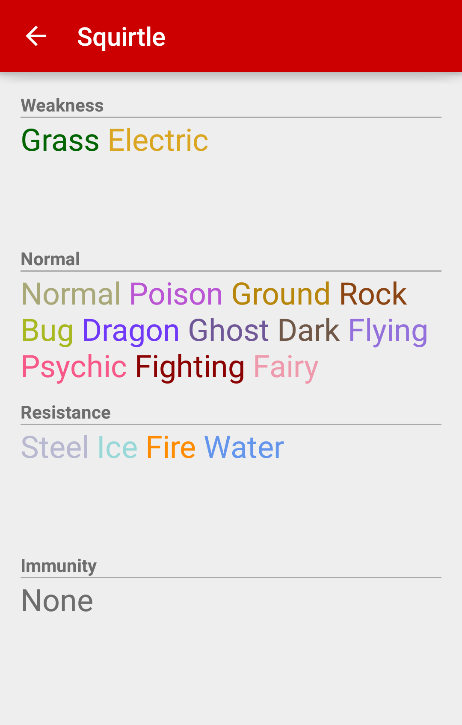 Squirtle
Weakness
Grass Electric
Normal
Normal Poison Ground Rock
Bug Dragon Ghost Dark Flying
Psychic Fighting Fairy
Resistance
Steel Ice Fire Water
Immunity
None